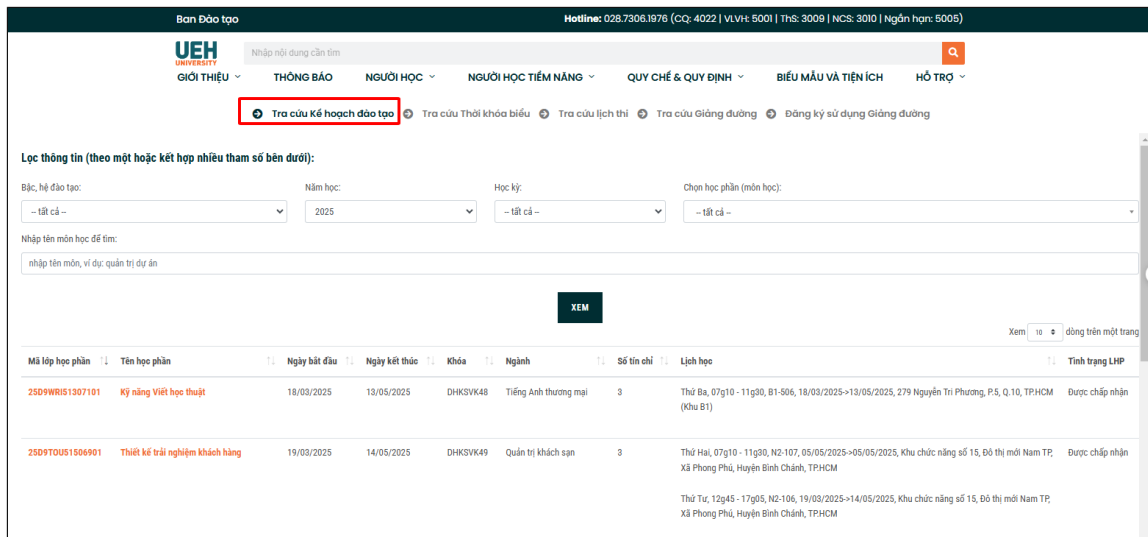 Ban Đào tạo
Hotline: 028.7306.1976 (CQ: 4022 | VLVH: 5001 | ThS: 3009 | NCS: 3010 | Ngắn hạn: 5005)
UEH
UNIVERSITY
Nhập nội dung cần tìm
GIỚI THIỆU THÔNG BÁO NGƯỜI HỌC NGƯỜI HỌC TIỀM NĂNG QUY CHẾ & QUY ĐỊNH BIỂU MẪU VÀ TIỆN ÍCH HỖ TRỢ
Tra cứu Kế hoạch đào tạo Tra cứu Thời khóa biểu Tra cứu lịch thi Tra cứu Giảng đường Đăng ký sử dụng Giảng đường
Lọc thông tin (theo một hoặc kết hợp nhiều tham số bên dưới):
Bậc, hệ đào tạo: Năm học: Học kỳ: Chọn học phần (môn học):
-- tất cả -- 2025 -- tất cả -- -- tất cả --
Nhập tên môn học để tìm:
nhập tên môn, ví dụ: quản trị dự án
XEM
Xem 10 dòng trên một trang
Mã lớp học phần Tên học phần Ngày bắt đầu Ngày kết thúc Khóa Ngành Số tín chỉ Lịch học Tình trạng LHP
25D9WRI51307101 Kỹ năng Viết học thuật 18/03/2025 13/05/2025 DHKSVK48 Tiếng Anh thương mại 3 Thứ Ba, 07g10 - 11g30, B1-506, 18/03/2025->13/05/2025, 279 Nguyễn Tri Phương, P.5, Q.10, TP.HCM Được chấp nhận
(Khu B1)
25D9TOU51506901 Thiết kế trải nghiệm khách hàng 19/03/2025 14/05/2025 DHKSVK49 Quản trị khách sạn 3 Thứ Hai, 07g10 - 11g30, N2-107, 05/05/2025->05/05/2025, Khu chức năng số 15, Đô thị mới Nam TP, Được chấp nhận
Xã Phong Phú, Huyện Bình Chánh, TP.HCM
Thứ Tư, 12g45 - 17g05, N2-106, 19/03/2025->14/05/2025, Khu chức năng số 15, Đô thị mới Nam TP,
Xã Phong Phú, Huyện Bình Chánh, TP.HCM